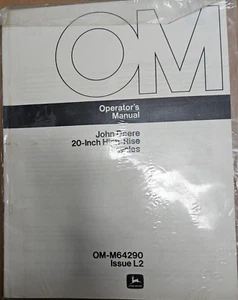 OM
Operator's
Manual
John Deere
20-Inch High-Rise
OM-M64290
Issue L2